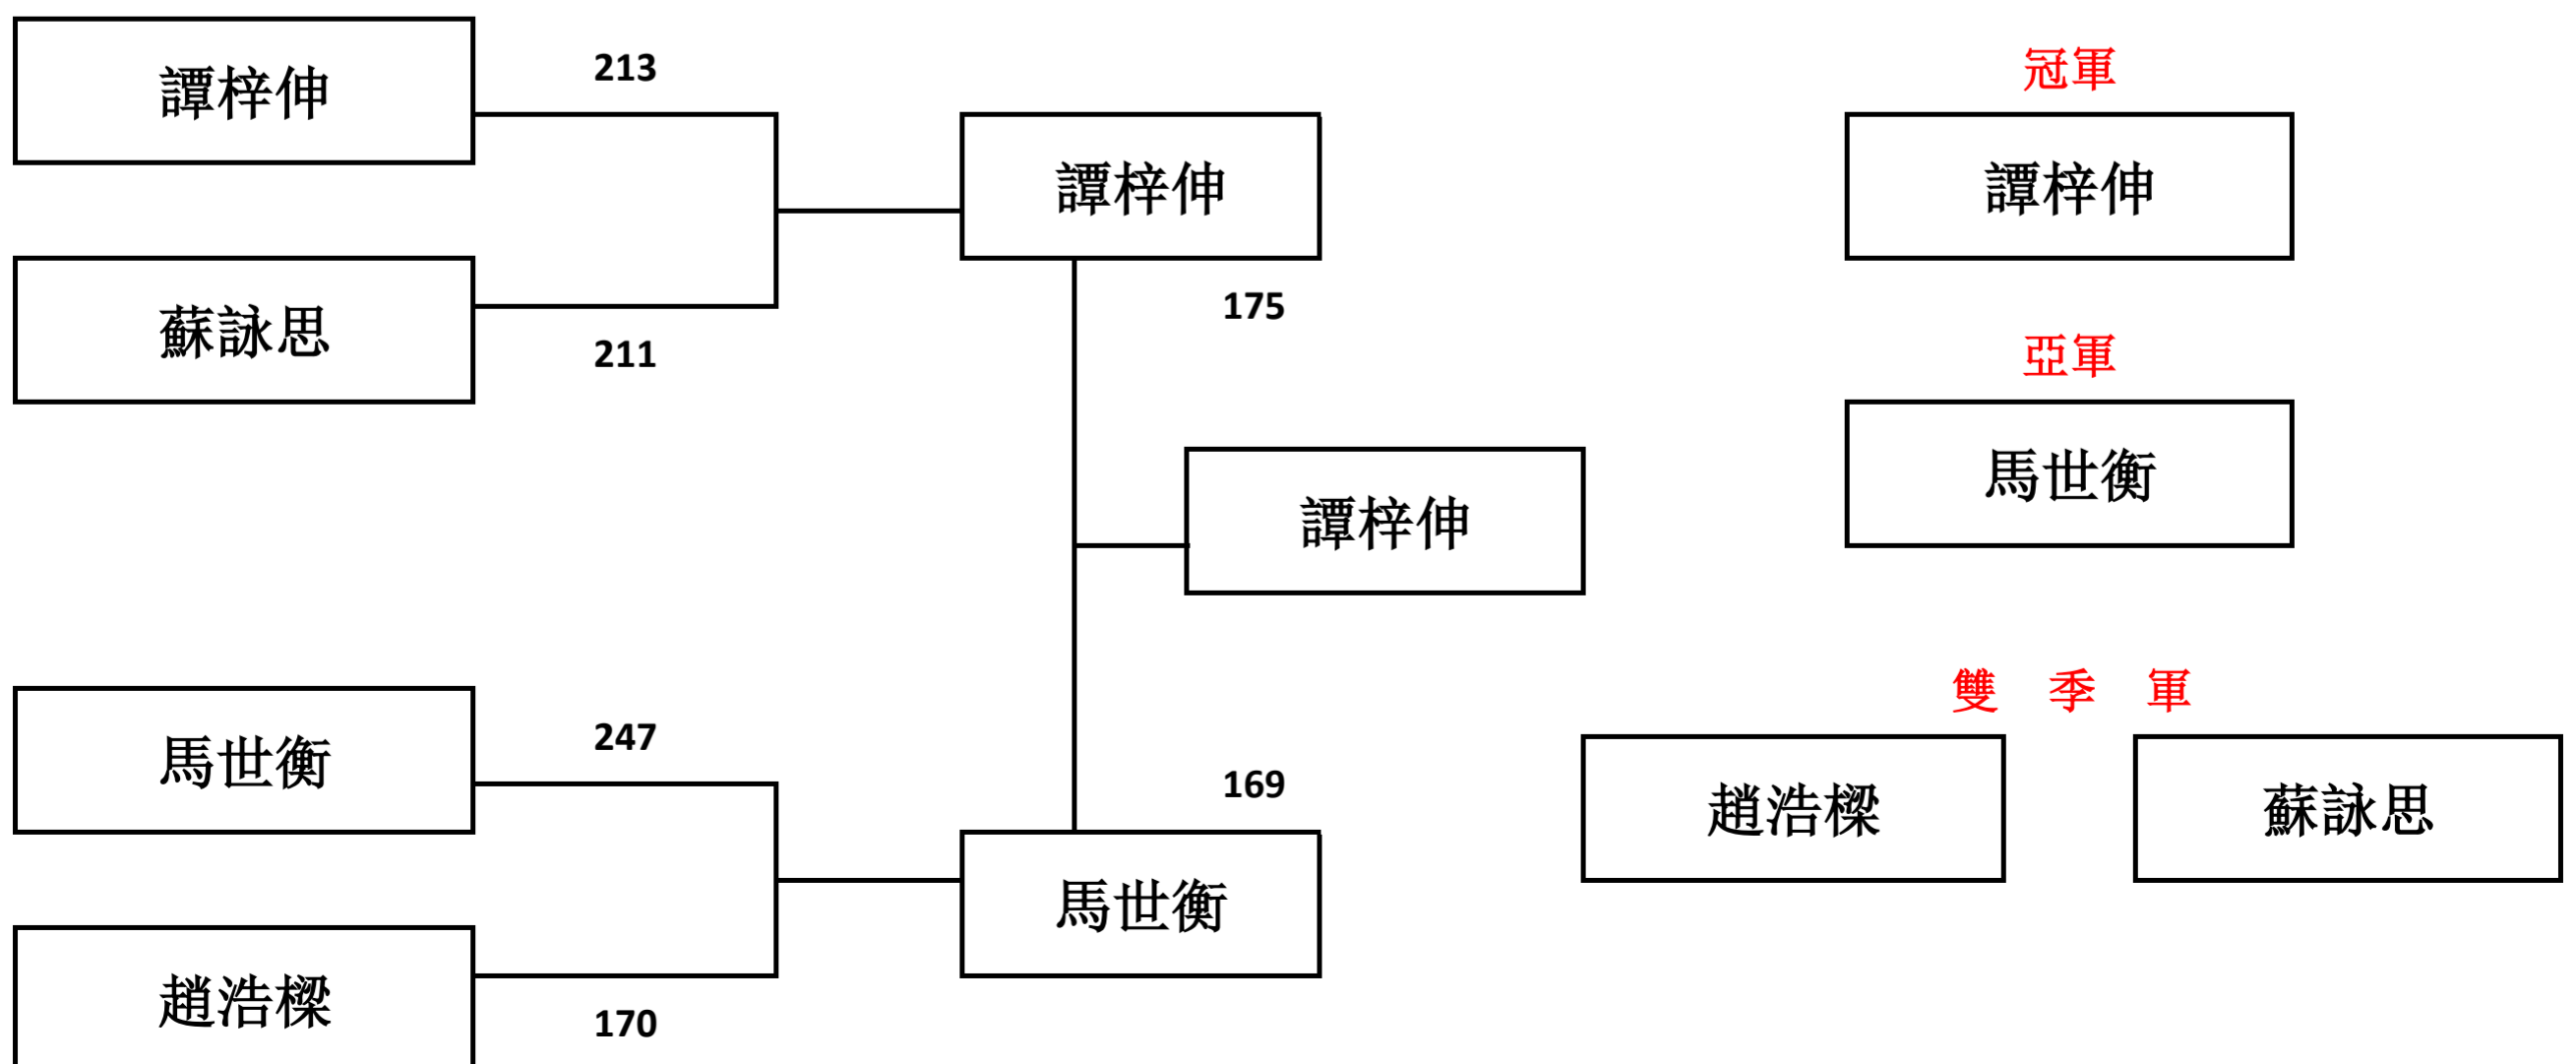 譚梓伸
213
蘇詠思
211
譚梓伸
175
譚梓伸
馬世衡
247
趙浩樑
170
169
馬世衡
冠軍
譚梓伸
亞軍
馬世衡
雙 季 軍
趙浩樑 蘇詠思